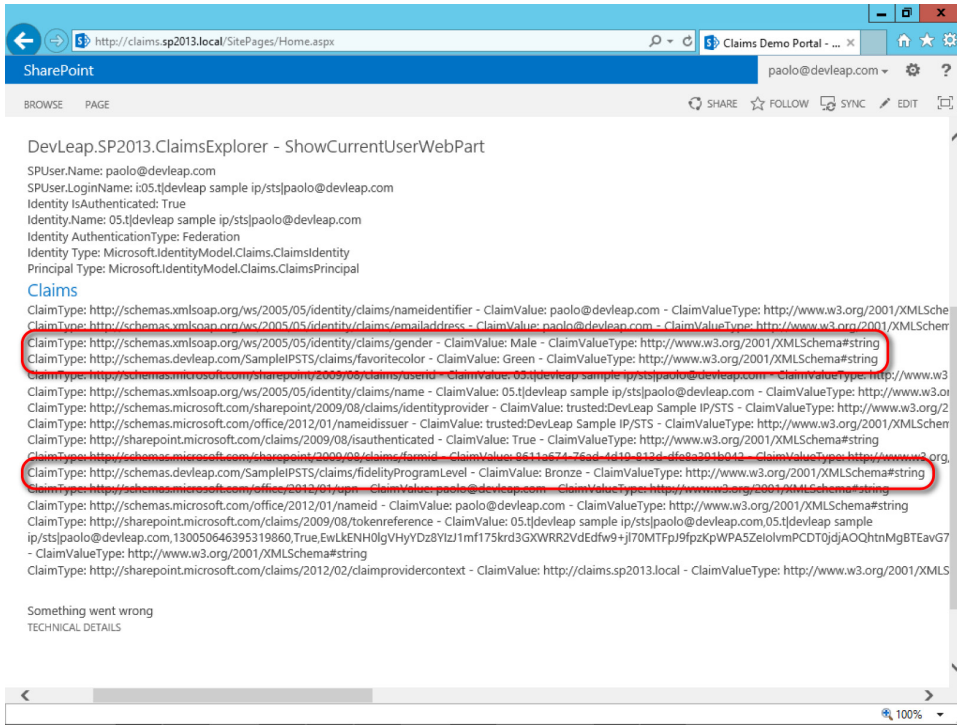 http://claims.sp2013.local/SitePages/Home.aspx
Claims Demo Portal - ...
SharePoint
paolo@devleap.com
?
BROWSE PAGE
SHARE FOLLOW SYNC EDIT
DevLeap.SP2013.ClaimsExplorer - ShowCurrentUserWebPart
SPUser.Name: paolo@devleap.com
SPUser.LoginName: i:05.t|devleap sample ip/sts|paolo@devleap.com
Identity IsAuthenticated: True
Identity.Name: 05.t|devleap sample ip/sts|paolo@devleap.com
Identity AuthenticationType: Federation
Identity Type: Microsoft.IdentityModel.Claims.ClaimsIdentity
Principal Type: Microsoft.IdentityModel.Claims.ClaimsPrincipal
Claims
ClaimType: http://schemas.xmlsoap.org/ws/2005/05/identity/claims/nameidentifier - ClaimValue: paolo@devleap.com - ClaimValueType: http://www.w3.org/2001/XMLSche
ClaimType: http://schemas.xmlsoap.org/ws/2005/05/identity/claims/emailaddress - ClaimValue: paolo@devleap.com - ClaimValueType: http://www.w3.org/2001/XMLSchem
ClaimType: http://schemas.xmlsoap.org/ws/2005/05/identity/claims/gender - ClaimValue: Male - ClaimValueType: http://www.w3.org/2001/XMLSchema#string
ClaimType: http://schemas.devleap.com/SampleIPSTS/claims/favoritecolor - ClaimValue: Green - ClaimValueType: http://www.w3.org/2001/XMLSchema#string
ClaimType: http://schemas.microsoft.com/sharepoint/2009/08/claims/userid - ClaimValue: 05.t|devleap sample ip/sts|paolo@devleap.com - ClaimValueType: http://www.w3
ClaimType: http://schemas.xmlsoap.org/ws/2005/05/identity/claims/name - ClaimValue: 05.t|devleap sample ip/sts|paolo@devleap.com - ClaimValueType: http://www.w3.or
ClaimType: http://schemas.microsoft.com/sharepoint/2009/08/claims/identityprovider - ClaimValue: trusted:DevLeap Sample IP/STS - ClaimValueType: http://www.w3.org/2
ClaimType: http://schemas.microsoft.com/office/2012/01/nameidissuer - ClaimValue: trusted:DevLeap Sample IP/STS - ClaimValueType: http://www.w3.org/2001/XMLSchem
ClaimType: http://sharepoint.microsoft.com/claims/2009/08/isauthenticated - ClaimValue: True - ClaimValueType: http://www.w3.org/2001/XMLSchema#string
ClaimType: http://schemas.microsoft.com/sharepoint/2009/08/claims/farmid - ClaimValue: - ClaimValueType: http://www.w3.org,
ClaimType: http://schemas.devleap.com/SampleIPSTS/claims/fidelityProgramLevel - ClaimValue: Bronze - ClaimValueType: http://www.w3.org/2001/XMLSchema#string
ClaimType: http://schemas.microsoft.com/office/2012/01/upn - ClaimValue: paolo@devleap.com - ClaimValueType: http://www.w3.org/2001/XMLSchema#string
ClaimType: http://schemas.microsoft.com/office/2012/01/nameid - ClaimValue: paolo@devleap.com - ClaimValueType: http://www.w3.org/2001/XMLSchema#string
ClaimType: http://sharepoint.microsoft.com/claims/2009/08/tokenreference - ClaimValue: 05.t|devleap sample ip/sts|paolo@devleap.com,05.t|devleap sample
ip/sts|paolo@devleap.com,130050646395319860,True,
- ClaimValueType: http://www.w3.org/2001/XMLSchema#string
ClaimType: http://sharepoint.microsoft.com/claims/2012/02/claimprovidercontext - ClaimValue: http://claims.sp2013.local - ClaimValueType: http://www.w3.org/2001/XMLS
Something went wrong
TECHNICAL DETAILS
100%